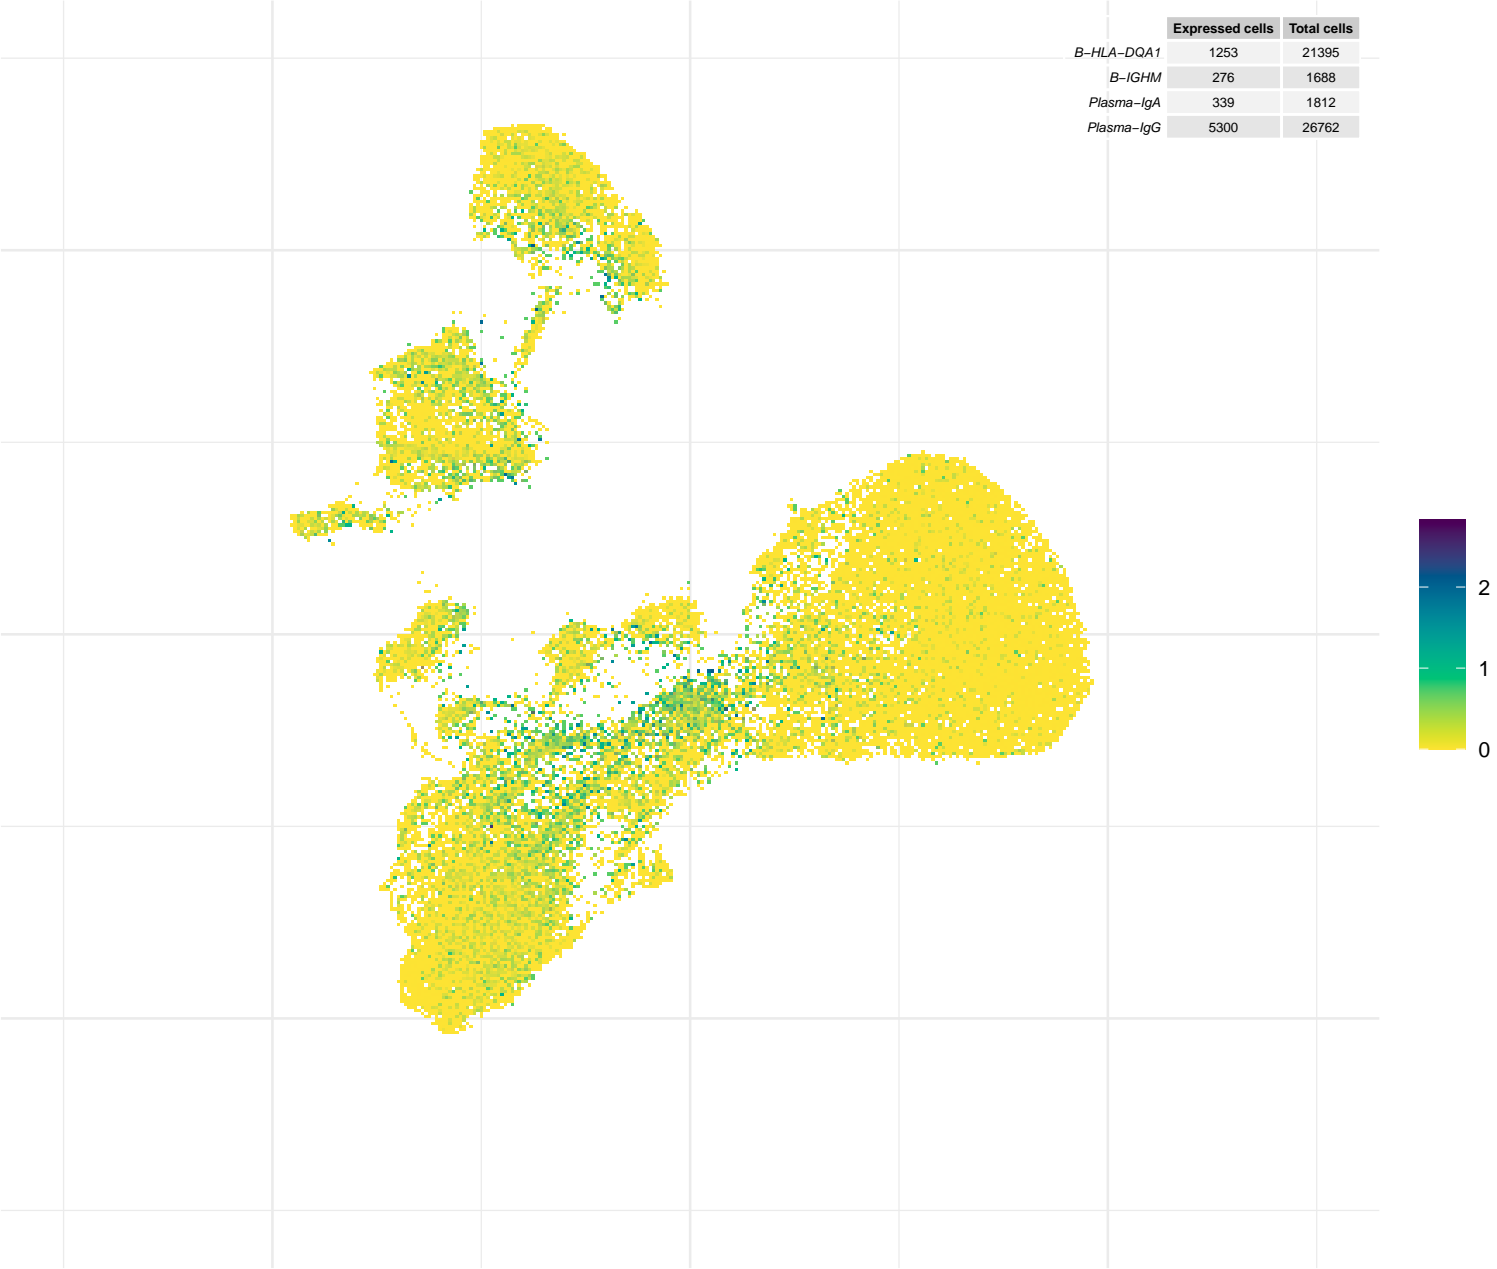 Expressed cells Total cells
B−HLA−DQA1 1253 21395
B−IGHM 276 1688
Plasma−IgA 339 1812
Plasma−IgG 5300 26762
2
1
0